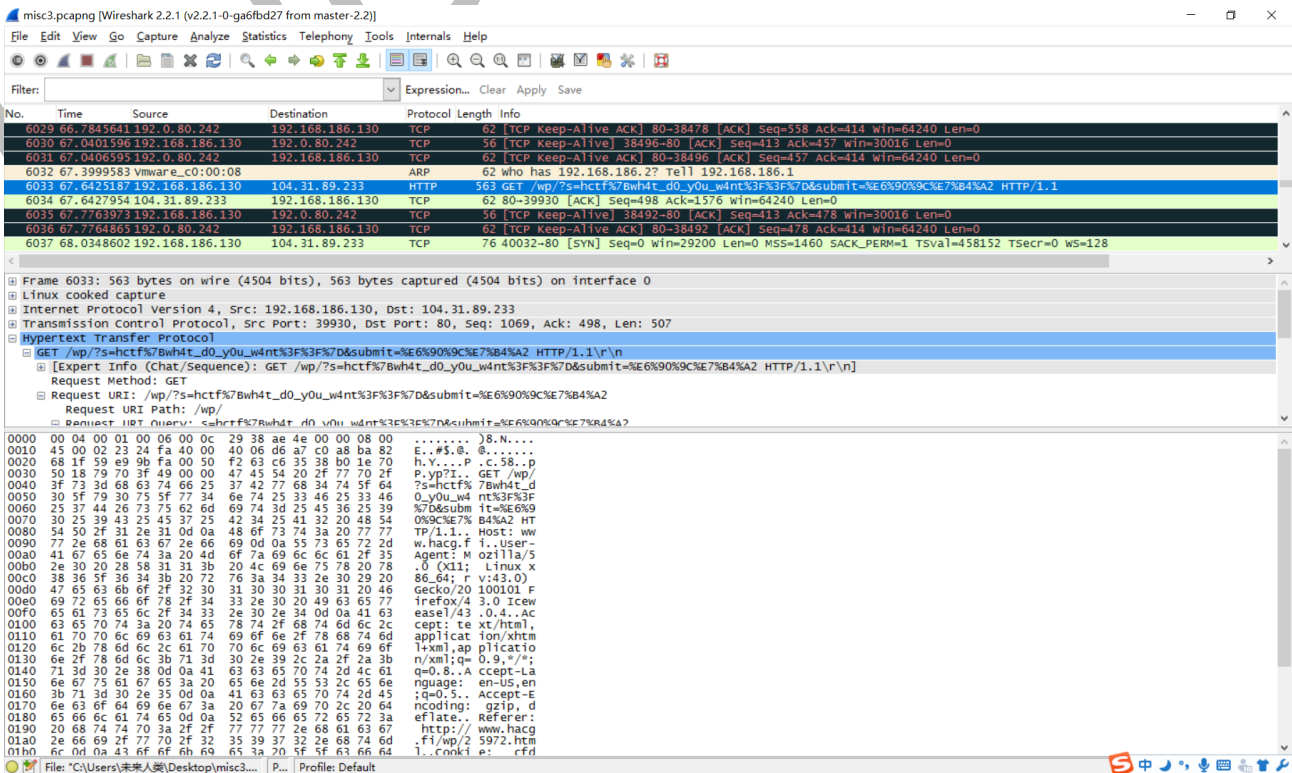 misc3.pcapng [Wireshark 2.2.1 (v2.2.1-0-ga6fbd27 from master-2.2)]
File Edit View Go Capture Analyze Statistics Telephony Tools Internals Help
Filter: Expression... Clear Apply Save
No. Time Source Destination Protocol Length Info
6029 66.7845641 192.0.80.242 192.168.186.130 TCP 62 [TCP Keep-Alive ACK] 80→38478 [ACK] Seq=558 Ack=414 Win=64240 Len=0
6030 67.0401596 192.168.186.130 192.0.80.242 TCP 56 [TCP Keep-Alive] 38496→80 [ACK] Seq=413 Ack=457 Win=30016 Len=0
6031 67.0406595 192.0.80.242 192.168.186.130 TCP 62 [TCP Keep-Alive ACK] 80→38496 [ACK] Seq=457 Ack=414 Win=64240 Len=0
6032 67.3999583 Vmware_c0:00:08 ARP 62 Who has 192.168.186.2? Tell 192.168.186.1
6033 67.6425187 192.168.186.130 104.31.89.233 HTTP 563 GET /wp/?s=hctf%7Bwh4t_d0_y0u_w4nt%3F%3F%7D&submit=%E6%90%9C%E7%B4%A2 HTTP/1.1
6034 67.6427954 104.31.89.233 192.168.186.130 TCP 62 80→39930 [ACK] Seq=498 Ack=1576 Win=64240 Len=0
6035 67.7763973 192.168.186.130 192.0.80.242 TCP 56 [TCP Keep-Alive] 38492→80 [ACK] Seq=413 Ack=478 Win=30016 Len=0
6036 67.7764865 192.0.80.242 192.168.186.130 TCP 62 [TCP Keep-Alive ACK] 80→38492 [ACK] Seq=478 Ack=414 Win=64240 Len=0
6037 68.0348602 192.168.186.130 104.31.89.233 TCP 76 40032→80 [SYN] Seq=0 Win=29200 Len=0 MSS=1460 SACK_PERM=1 TSval=458152 TSecr=0 WS=128
Frame 6033: 563 bytes on wire (4504 bits), 563 bytes captured (4504 bits) on interface 0
Linux cooked capture
Internet Protocol Version 4, Src: 192.168.186.130, Dst: 104.31.89.233
Transmission Control Protocol, Src Port: 39930, Dst Port: 80, Seq: 1069, Ack: 498, Len: 507
Hypertext Transfer Protocol
GET /wp/?s=hctf%7Bwh4t_d0_y0u_w4nt%3F%3F%7D&submit=%E6%90%9C%E7%B4%A2 HTTP/1.1\r\n
[Expert Info (Chat/Sequence): GET /wp/?s=hctf%7Bwh4t_d0_y0u_w4nt%3F%3F%7D&submit=%E6%90%9C%E7%B4%A2 HTTP/1.1\r\n]
Request Method: GET
Request URI: /wp/?s=hctf%7Bwh4t_d0_y0u_w4nt%3F%3F%7D&submit=%E6%90%9C%E7%B4%A2
Request URI Path: /wp/
Request URI Query: s=hctf%7Bwh4t_d0_y0u_w4nt%3F%3F%7D&submit=%E6%90%9C%E7%B4%A2
0000 00 04 00 01 00 06 00 0c 29 38 ae 4e 00 00 08 00 ........ )8.N....
0010 45 00 02 23 24 fa 40 00 40 06 d6 a7 c0 a8 ba 82 E..#$.@. @.......
0020 68 1f 59 e9 9b fa 00 50 f2 63 c6 35 38 b0 1e 70 h.Y....P .c.58..p
0030 50 18 79 70 3f 49 00 00 47 45 54 20 2f 77 70 2f P.yp?I.. GET /wp/
0040 3f 73 3d 68 63 74 66 25 37 42 77 68 34 74 5f 64 ?s=hctf% 7Bwh4t_d
0050 30 5f 79 30 75 5f 77 34 6e 74 25 33 46 25 33 46 0_y0u_w4 nt%3F%3F
0060 25 37 44 26 73 75 62 6d 69 74 3d 25 45 36 25 39 %7D&subm it=%E6%9
0070 30 25 39 43 25 45 37 25 42 34 25 41 32 20 48 54 0%9C%E7% B4%A2 HT
0080 54 50 2f 31 2e 31 0d 0a 48 6f 73 74 3a 20 77 77 TP/1.1.. Host: ww
0090 77 2e 68 61 63 67 2e 66 69 0d 0a 55 73 65 72 2d w.hacg.f i..User-
00a0 41 67 65 6e 74 3a 20 4d 6f 7a 69 6c 6c 61 2f 35 Agent: M ozilla/5
00b0 2e 30 20 28 58 31 31 3b 20 4c 69 6e 75 78 20 78 .0 (X11; Linux x
00c0 38 36 5f 36 34 3b 20 72 76 3a 34 33 2e 30 29 20 86_64; r v:43.0)
00d0 47 65 63 6b 6f 2f 32 30 31 30 30 31 30 31 20 46 Gecko/20 100101 F
00e0 69 72 65 66 6f 78 2f 34 33 2e 30 20 49 63 65 77 irefox/4 3.0 Icew
00f0 65 61 73 65 6c 2f 34 33 2e 30 2e 34 0d 0a 41 63 easel/43 .0.4..Ac
0100 63 65 70 74 3a 20 74 65 78 74 2f 68 74 6d 6c 2c cept: te xt/html,
0110 61 70 70 6c 69 63 61 74 69 6f 6e 2f 78 68 74 6d applicat ion/xhtm
0120 6c 2b 78 6d 6c 2c 61 70 70 6c 69 63 61 74 69 6f l+xml,ap plicatio
0130 6e 2f 78 6d 6c 3b 71 3d 30 2e 39 2c 2a 2f 2a 3b n/xml;q= 0.9,*/*;
0140 71 3d 30 2e 38 0d 0a 41 63 63 65 70 74 2d 4c 61 q=0.8..A ccept-La
0150 6e 67 75 61 67 65 3a 20 65 6e 2d 55 53 2c 65 6e nguage: en-US,en
0160 3b 71 3d 30 2e 35 0d 0a 41 63 63 65 70 74 2d 45 ;q=0.5.. Accept-E
0170 6e 63 6f 64 69 6e 67 3a 20 67 7a 69 70 2c 20 64 ncoding: gzip, d
0180 65 66 6c 61 74 65 0d 0a 52 65 66 65 72 65 72 3a eflate.. Referer:
0190 20 68 74 74 70 3a 2f 2f 77 77 77 2e 68 61 63 67 http:// www.hacg
01a0 2e 66 69 2f 77 70 2f 32 35 39 37 32 2e 68 74 6d .fi/wp/2 5972.htm
01b0 6c 0d 0a 43 6f 6f 6b 69 65 3a 20 5f 5f 63 66 64 l..Cooki e: __cfd
File: "C:\Users\未来人类\Desktop\misc3.... P... Profile: Default
中